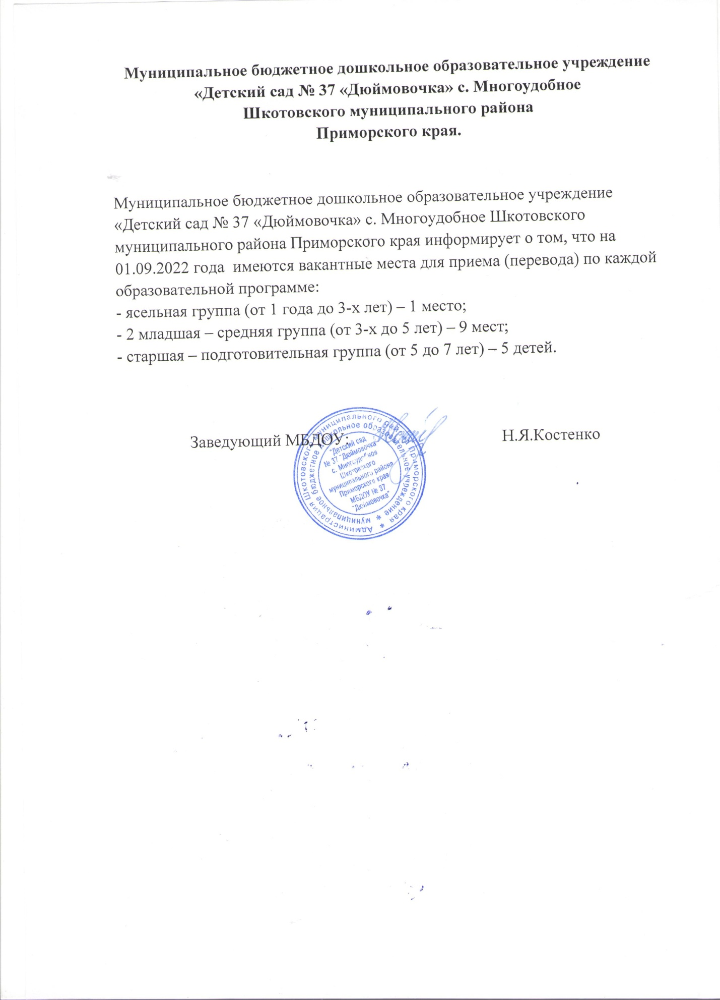 Муниципальное бюджетное дошкольное образовательное учреждение
«Детский сад № 37 «Дюймовочка» с. Многоудобное
Шкотовского муниципального района
Приморского края.
Муниципальное бюджетное дошкольное образовательное учреждение
«Детский сад № 37 «Дюймовочка» с. Многоудобное Шкотовского
муниципального района Приморского края информирует о том, что на
01.09.2022 года имеются вакантные места для приема (перевода) по каждой
образовательной программе:
- ясельная группа (от 1 года до 3-х лет) – 1 место;
- 2 младшая – средняя группа (от 3-х до 5 лет) – 9 мест;
- старшая – подготовительная группа (от 5 до 7 лет) – 5 детей.
Заведующий МБДОУ: Н.Я.Костенко
Администрация Шкотовского муниципального района Приморского края *
муниципальное бюджетное дошкольное образовательное учреждение *
"Детский сад
№ 37 "Дюймовочка"
с. Многоудобное
Шкотовского
муниципального района
Приморского края
МБДОУ № 37
"Дюймовочка"